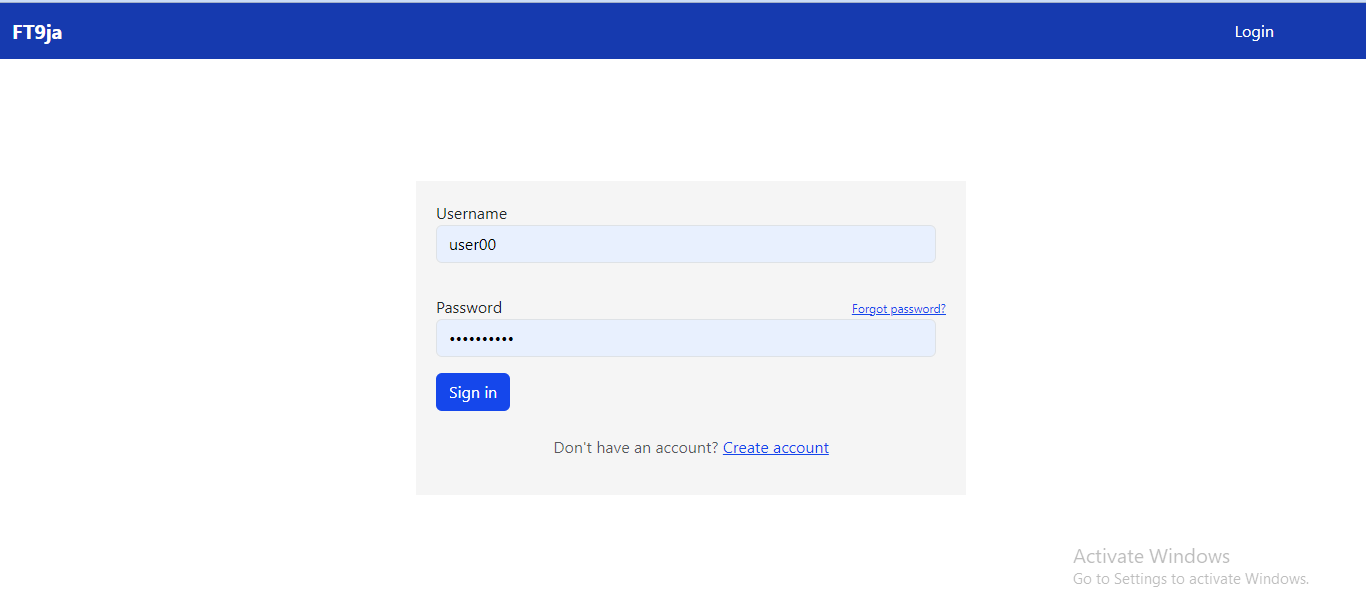 FT9ja Login
Username
user00
Password Forgot password?
••••••••••
Sign in
Don't have an account? Create account
Activate Windows
Go to Settings to activate Windows.